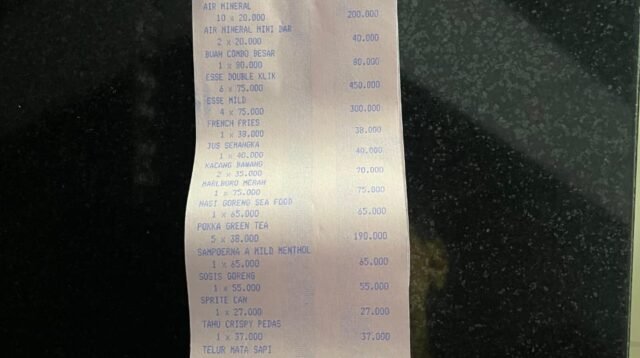 AIR MINERAL
10 x 20.000 200.000
AIR MINERAL MINI BAR
2 x 20.000 40.000
BUAH COMBO BESAR
1 x 80.000 80.000
ESSE DOUBLE KLIK
6 x 75.000 450.000
ESSE MILD
4 x 75.000 300.000
FRENCH FRIES
1 x 38.000 38.000
JUS SEMANGKA
1 x 40.000 40.000
KACANG BAWANG
2 x 35.000 70.000
MARLBORO MERAH
1 x 75.000 75.000
NASI GORENG SEA FOOD
1 x 65.000 65.000
POKKA GREEN TEA
5 x 38.000 190.000
SAMPOERNA A MILD MENTHOL
1 x 65.000 65.000
SOSIS GORENG
1 x 55.000 55.000
SPRITE CAN
1 x 27.000 27.000
TAHU CRISPY PEDAS
1 x 37.000 37.000
TELUR MATA SAPI